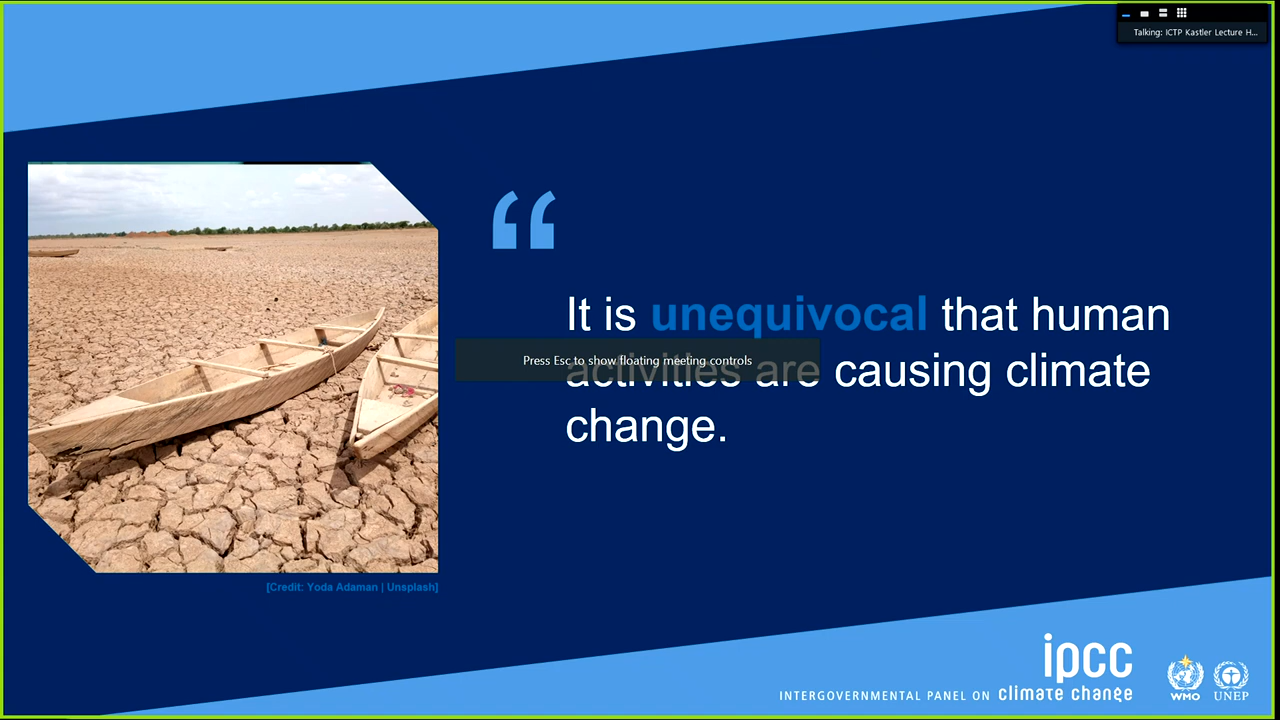 Talking: ICTP Kastler Lecture H...
“
It is unequivocal that human
activities are causing climate
change.
Press Esc to show floating meeting controls
[Credit: Yoda Adaman | Unsplash]
ipcc
INTERGOVERNMENTAL PANEL ON climate change
WMO
UNEP